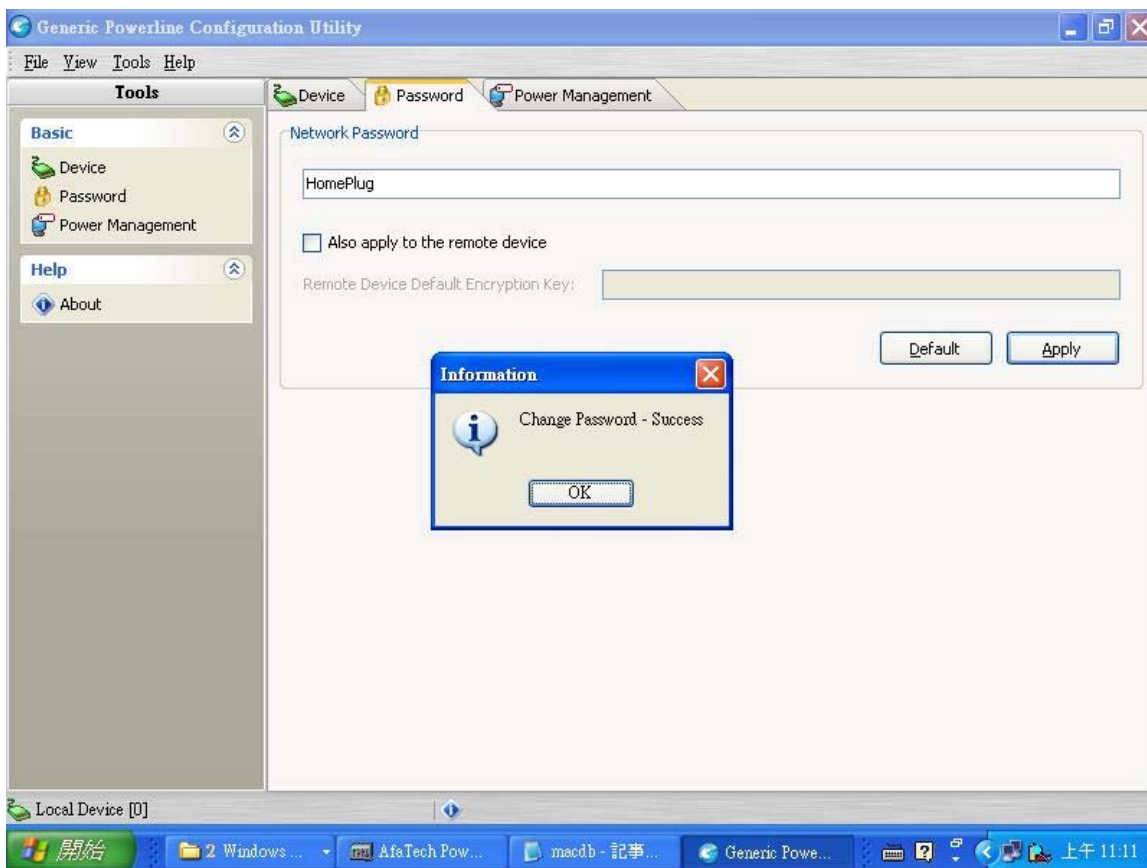 Generic Powerline Configuration Utility
File View Tools Help
Tools
Device Password Power Management
Basic
Device
Password
Power Management
Help
About
Network Password
HomePlug
Also apply to the remote device
Remote Device Default Encryption Key:
Default Apply
Information
Change Password - Success
OK
Local Device [0]
開始 2 Windows ... AfaTech Pow... macdb - 記事... Generic Powe... 上午 11:11